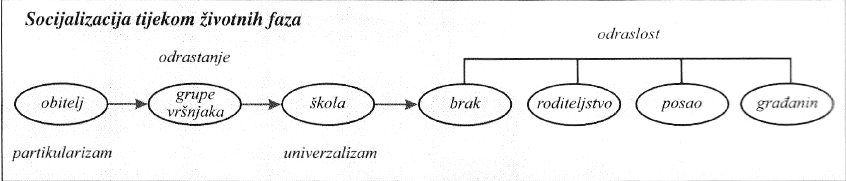 Socijalizacija tijekom životnih faza
odraslost
odrastanje
obitelj
grupe
vršnjaka
škola
brak
roditeljstvo
posao
građanin
partikularizam
univerzalizam